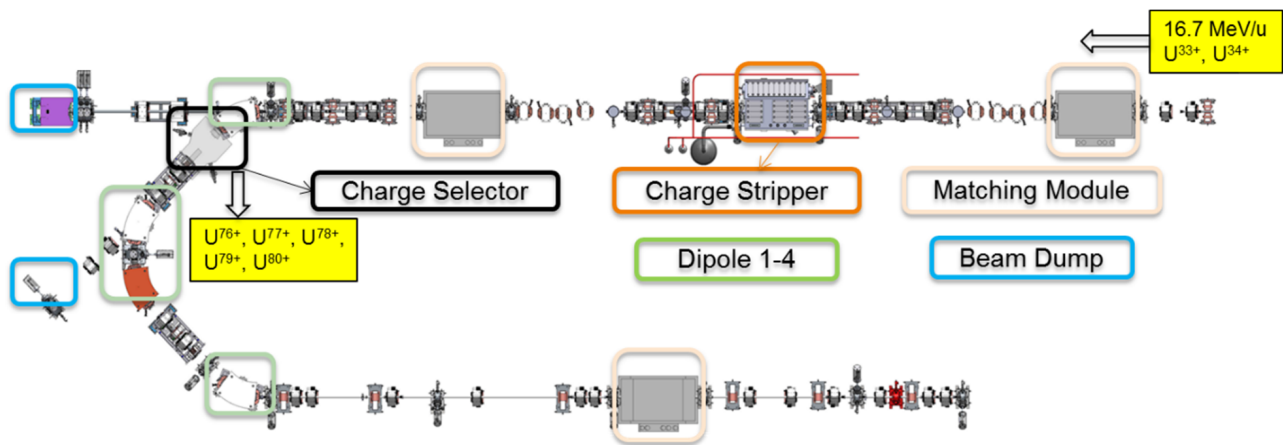 16.7 MeV/u
U³³⁺, U³⁴⁺
Charge Selector
Charge Stripper
Matching Module
U⁷⁶⁺, U⁷⁷⁺, U⁷⁸⁺,
U⁷⁹⁺, U⁸⁰⁺
Dipole 1-4
Beam Dump